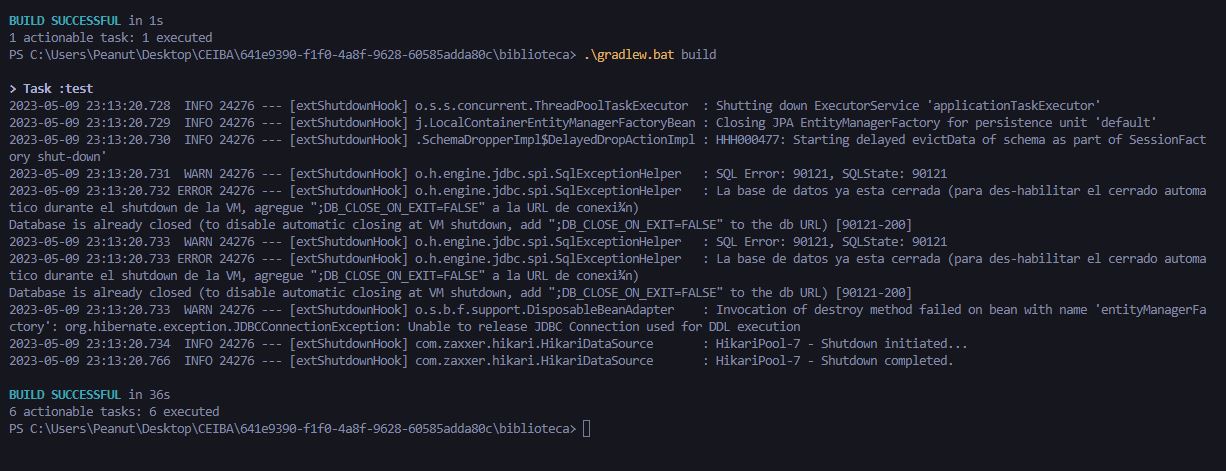 BUILD SUCCESSFUL in 1s
1 actionable task: 1 executed
PS C:\Users\Peanut\Desktop\CEIBA\641e9390-f1f0-4a8f-9628-60585adda80c\biblioteca> .\gradlew.bat build
> Task :test
2023-05-09 23:13:20.728  INFO 24276 --- [extShutdownHook] o.s.s.concurrent.ThreadPoolTaskExecutor  : Shutting down ExecutorService 'applicationTaskExecutor'
2023-05-09 23:13:20.729  INFO 24276 --- [extShutdownHook] j.LocalContainerEntityManagerFactoryBean : Closing JPA EntityManagerFactory for persistence unit 'default'
2023-05-09 23:13:20.730  INFO 24276 --- [extShutdownHook] .SchemaDropperImpl$DelayedDropActionImpl : HHH000477: Starting delayed evictData of schema as part of SessionFact
ory shut-down'
2023-05-09 23:13:20.731  WARN 24276 --- [extShutdownHook] o.h.engine.jdbc.spi.SqlExceptionHelper   : SQL Error: 90121, SQLState: 90121
2023-05-09 23:13:20.732 ERROR 24276 --- [extShutdownHook] o.h.engine.jdbc.spi.SqlExceptionHelper   : La base de datos ya esta cerrada (para des-habilitar el cerrado automa
tico durante el shutdown de la VM, agregue ";DB_CLOSE_ON_EXIT=FALSE" a la URL de conexi¾n)
Database is already closed (to disable automatic closing at VM shutdown, add ";DB_CLOSE_ON_EXIT=FALSE" to the db URL) [90121-200]
2023-05-09 23:13:20.733  WARN 24276 --- [extShutdownHook] o.h.engine.jdbc.spi.SqlExceptionHelper   : SQL Error: 90121, SQLState: 90121
2023-05-09 23:13:20.733 ERROR 24276 --- [extShutdownHook] o.h.engine.jdbc.spi.SqlExceptionHelper   : La base de datos ya esta cerrada (para des-habilitar el cerrado automa
tico durante el shutdown de la VM, agregue ";DB_CLOSE_ON_EXIT=FALSE" a la URL de conexi¾n)
Database is already closed (to disable automatic closing at VM shutdown, add ";DB_CLOSE_ON_EXIT=FALSE" to the db URL) [90121-200]
2023-05-09 23:13:20.733  WARN 24276 --- [extShutdownHook] o.s.b.f.support.DisposableBeanAdapter    : Invocation of destroy method failed on bean with name 'entityManagerFa
ctory': org.hibernate.exception.JDBCConnectionException: Unable to release JDBC Connection used for DDL execution
2023-05-09 23:13:20.734  INFO 24276 --- [extShutdownHook] com.zaxxer.hikari.HikariDataSource       : HikariPool-7 - Shutdown initiated...
2023-05-09 23:13:20.766  INFO 24276 --- [extShutdownHook] com.zaxxer.hikari.HikariDataSource       : HikariPool-7 - Shutdown completed.
BUILD SUCCESSFUL in 36s
6 actionable tasks: 6 executed
PS C:\Users\Peanut\Desktop\CEIBA\641e9390-f1f0-4a8f-9628-60585adda80c\biblioteca>